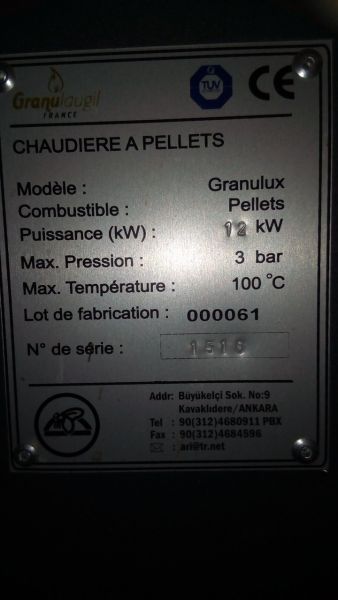 Granulaugil
FRANCE
TUV
CE
CHAUDIERE A PELLETS
Modèle : Granulux
Combustible : Pellets
Puissance (kW) : 12 kW
Max. Pression : 3 bar
Max. Température : 100 °C
Lot de fabrication : 000061
N° de série : 1516
Addr: Büyükelçi Sok. No:9
Kavaklıdere/ANKARA
Tel : 90(312)4680911 PBX
Fax : 90(312)4684596
: ari@tr.net